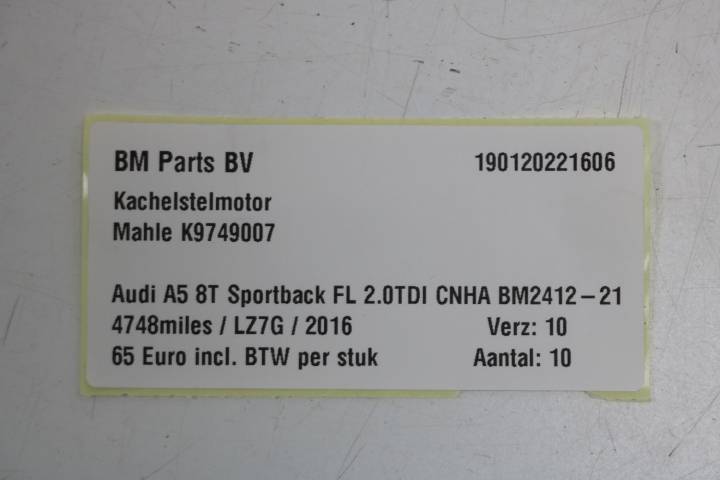 BM Parts BV 190120221606
Kachelstelmotor
Mahle K9749007
Audi A5 8T Sportback FL 2.0TDI CNHA BM2412-21
4748miles / LZ7G / 2016 Verz: 10
65 Euro incl. BTW per stuk Aantal: 10